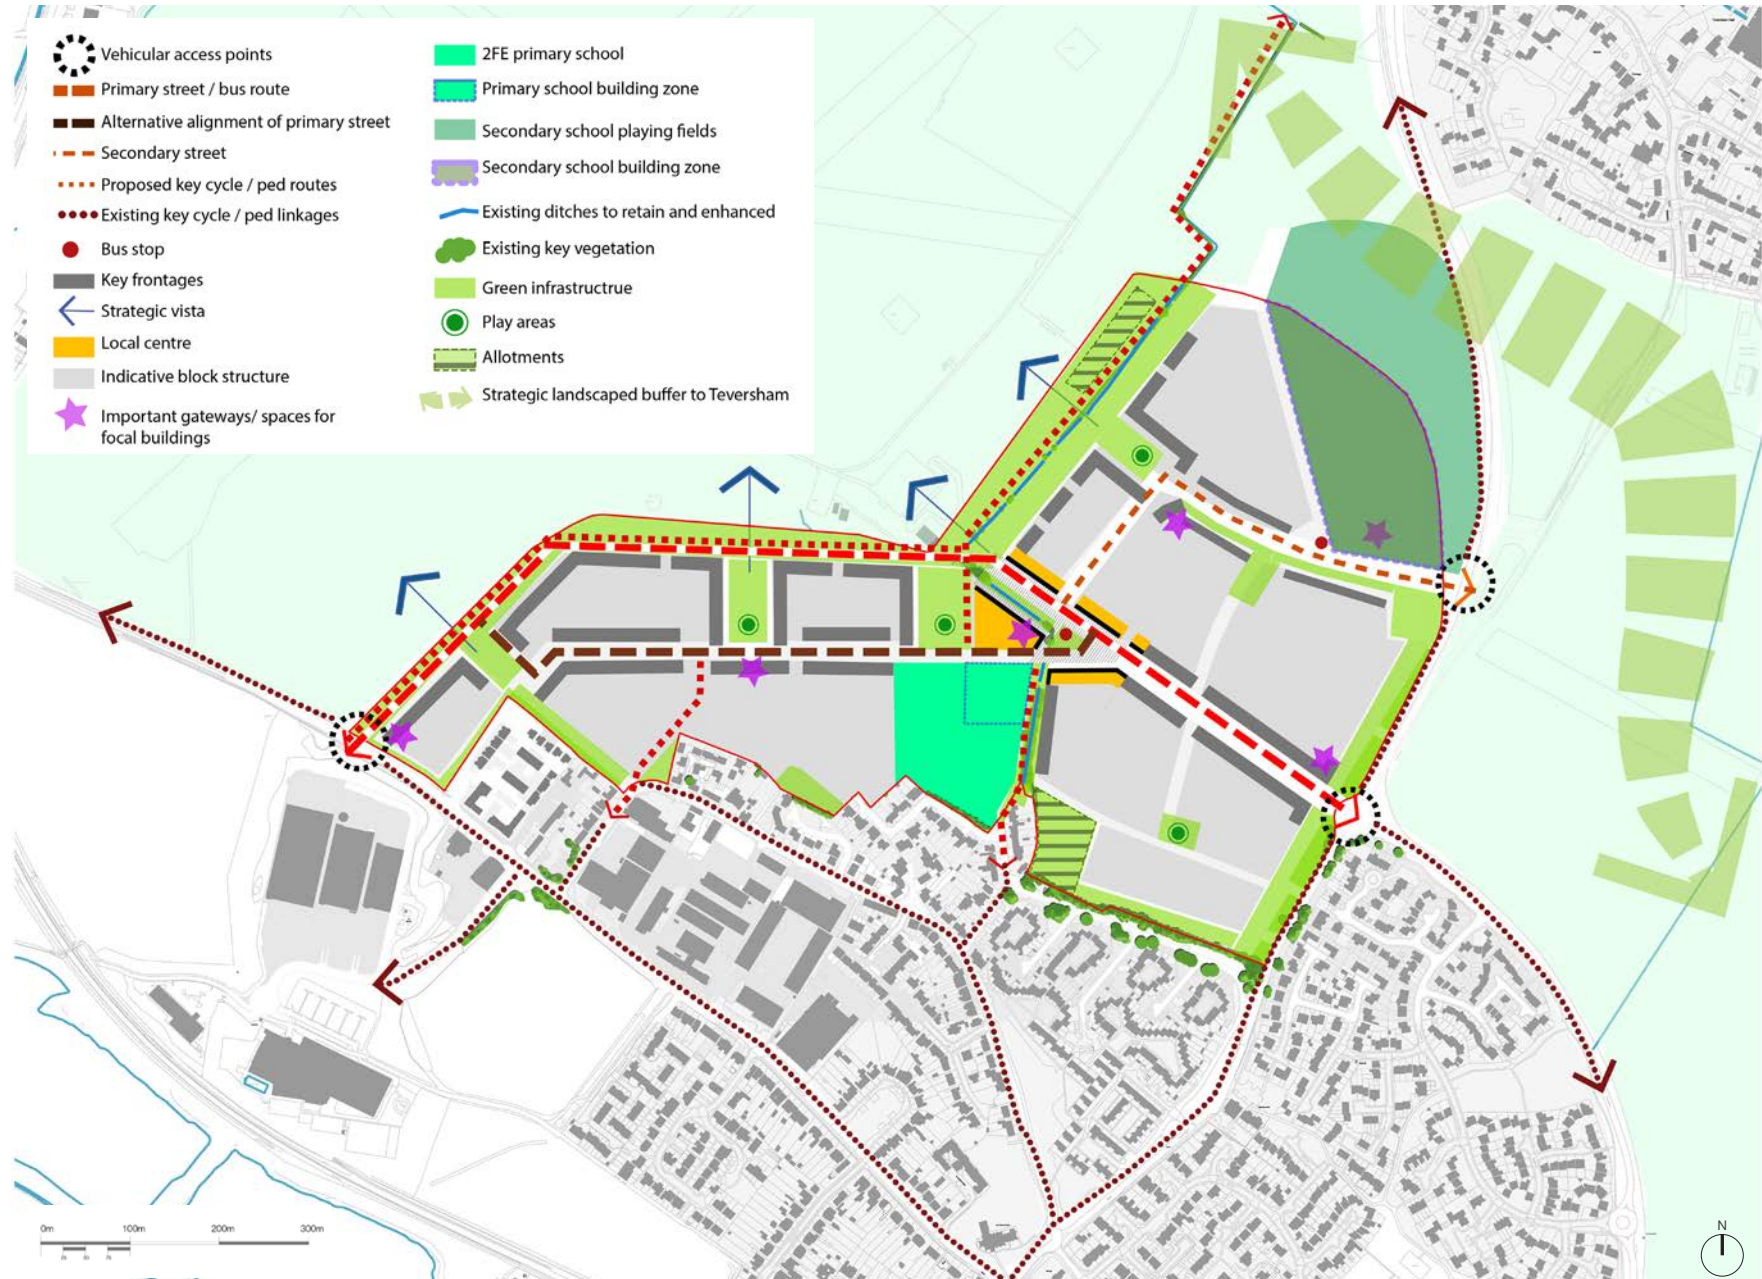 Vehicular access points
Primary street / bus route
Alternative alignment of primary street
Secondary street
Proposed key cycle / ped routes
Existing key cycle / ped linkages
Bus stop
Key frontages
Strategic vista
Local centre
Indicative block structure
Important gateways/ spaces for
focal buildings
2FE primary school
Primary school building zone
Secondary school playing fields
Secondary school building zone
Existing ditches to retain and enhanced
Existing key vegetation
Green infrastructrue
Play areas
Allotments
Strategic landscaped buffer to Teversham
0m 100m 200m 300m
N